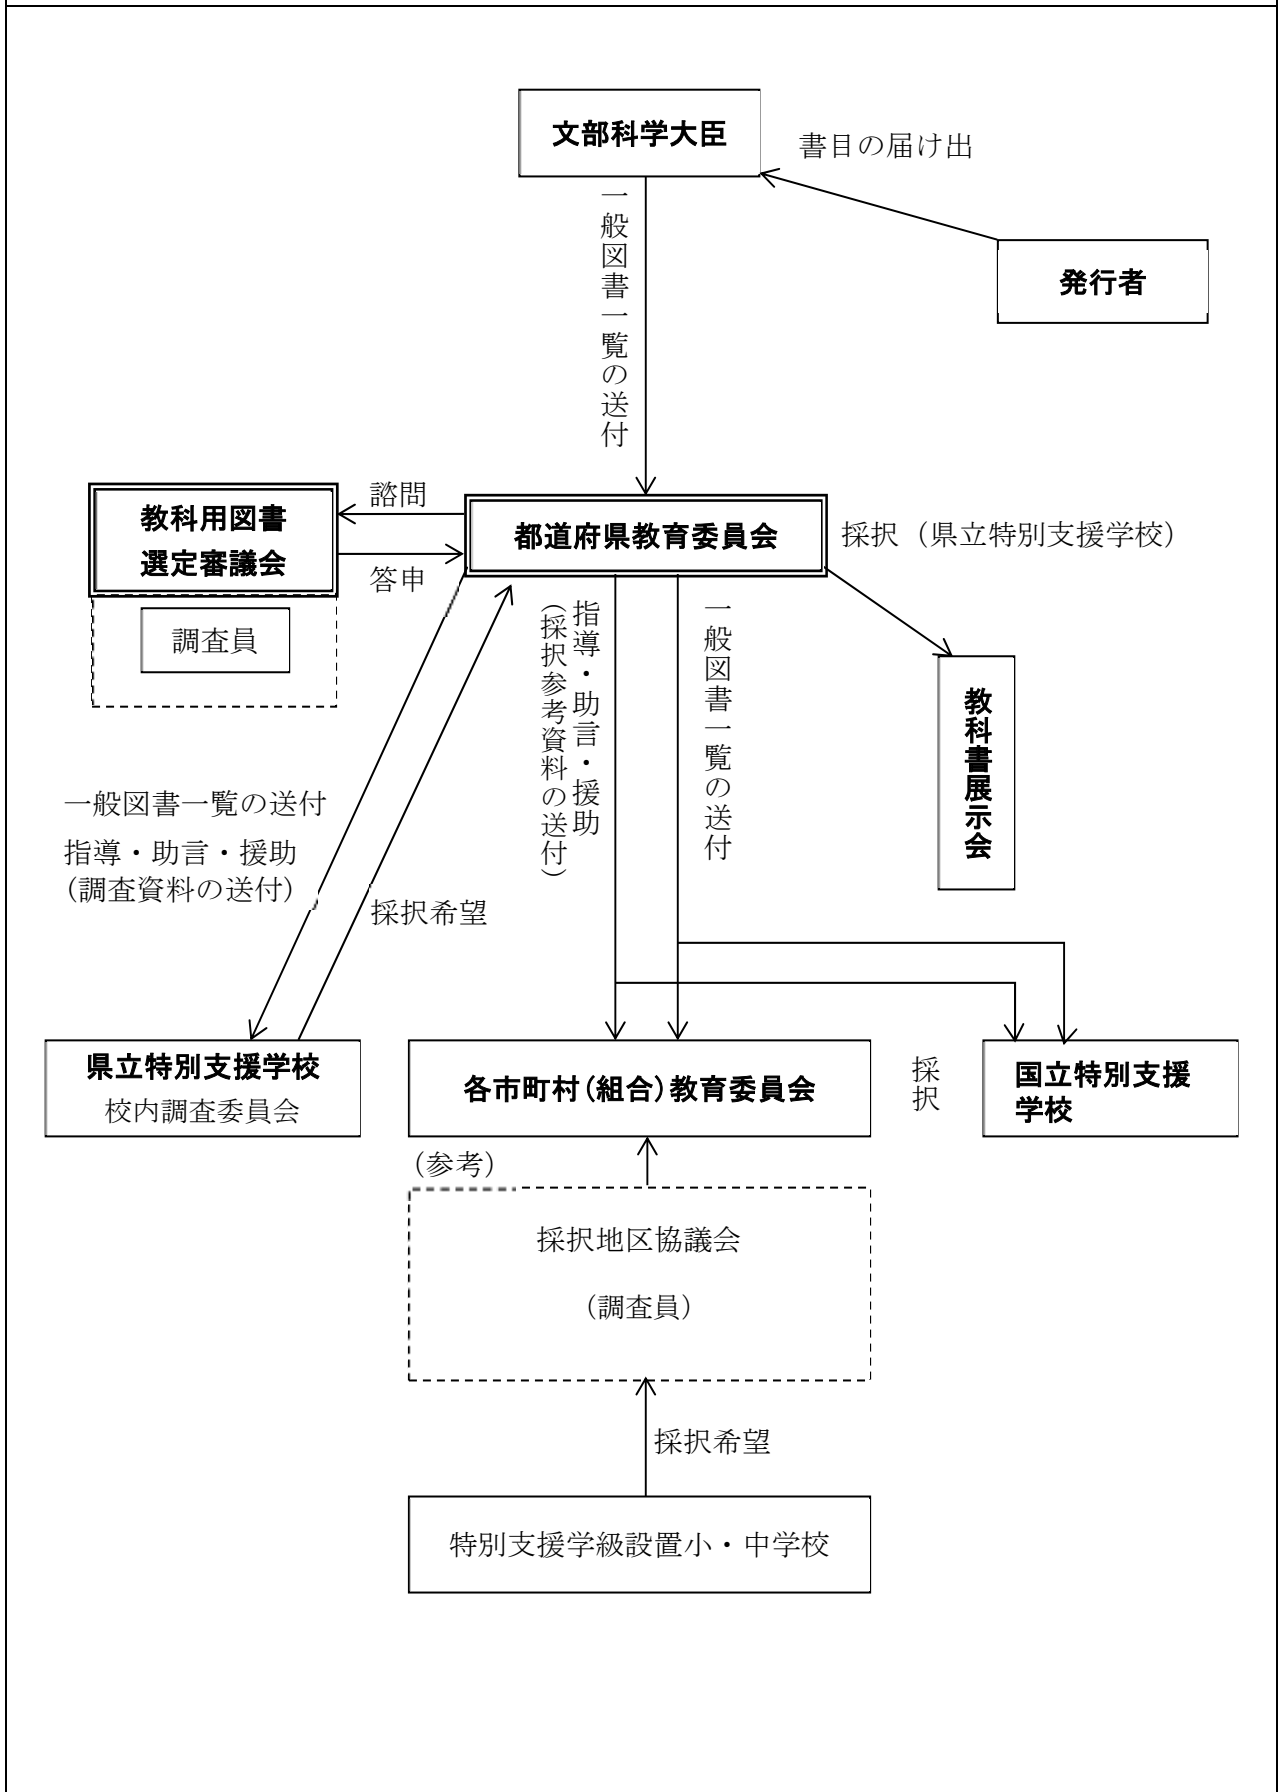 文部科学大臣
書目の届け出
発行者
一般図書一覧の送付
教科用図書
選定審議会
諮問
答申
調査員
都道府県教育委員会
採択（県立特別支援学校）
指導・助言・援助
（採択参考資料の送付）
一般図書一覧の送付
教科書展示会
一般図書一覧の送付
指導・助言・援助
（調査資料の送付）
採択希望
県立特別支援学校
校内調査委員会
各市町村（組合）教育委員会
採択
国立特別支援
学校
（参考）
採択地区協議会
（調査員）
採択希望
特別支援学級設置小・中学校